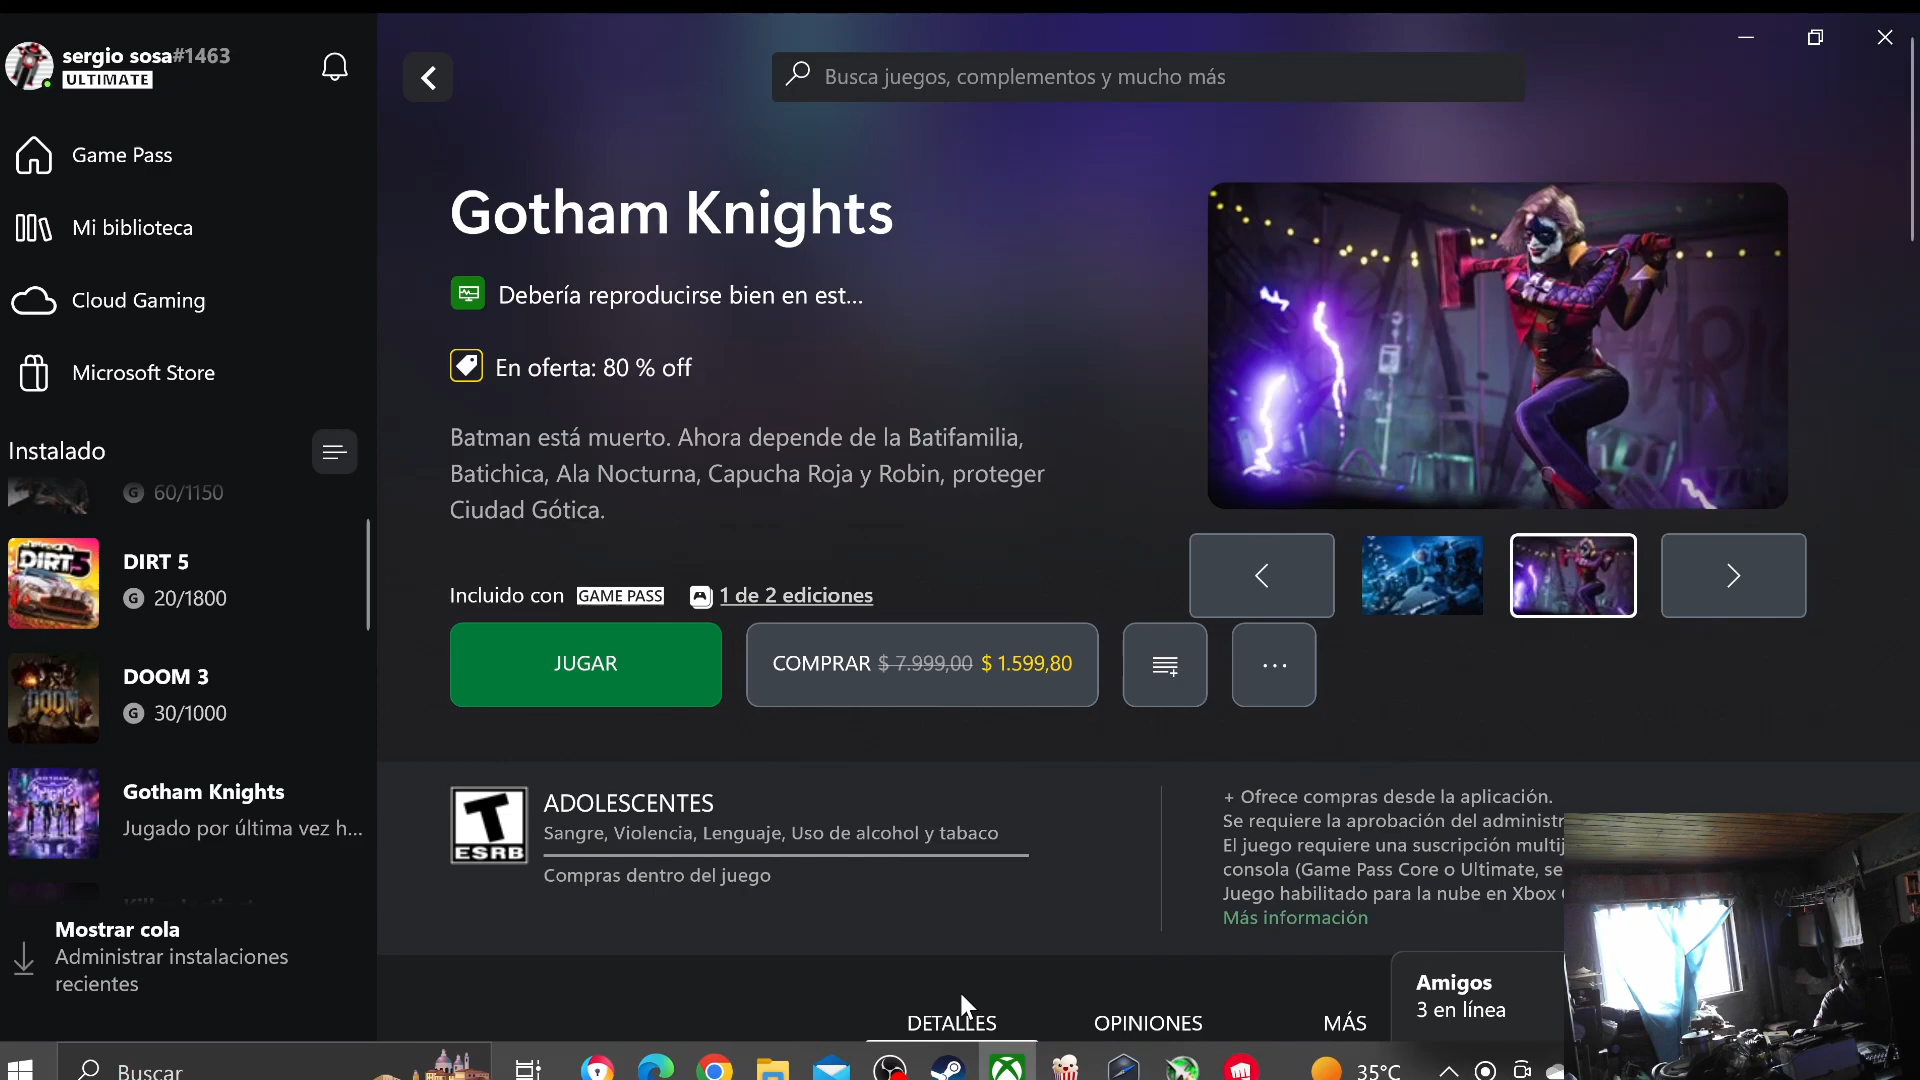 sergio sosa#1463
ULTIMATE
Game Pass
Mi biblioteca
Cloud Gaming
Microsoft Store
Instalado
60/1150
DIRT 5
20/1800
DOOM 3
30/1000
Gotham Knights
Jugado por última vez h...
Mostrar cola
Administrar instalaciones
recientes
Busca juegos, complementos y mucho más
Gotham Knights
Debería reproducirse bien en est...
En oferta: 80 % off
Batman está muerto. Ahora depende de la Batifamilia,
Batichica, Ala Nocturna, Capucha Roja y Robin, proteger
Ciudad Gótica.
Incluido con GAME PASS 1 de 2 ediciones
JUGAR
COMPRAR $ 7.999,00 $ 1.599,80
T
ESRB
ADOLESCENTES
Sangre, Violencia, Lenguaje, Uso de alcohol y tabaco
Compras dentro del juego
+ Ofrece compras desde la aplicación.
Se requiere la aprobación del administr
El juego requiere una suscripción multij
consola (Game Pass Core o Ultimate, se
Juego habilitado para la nube en Xbox
Más información
Amigos
3 en línea
DETALLES
OPINIONES
MÁS
Buscar
35°C